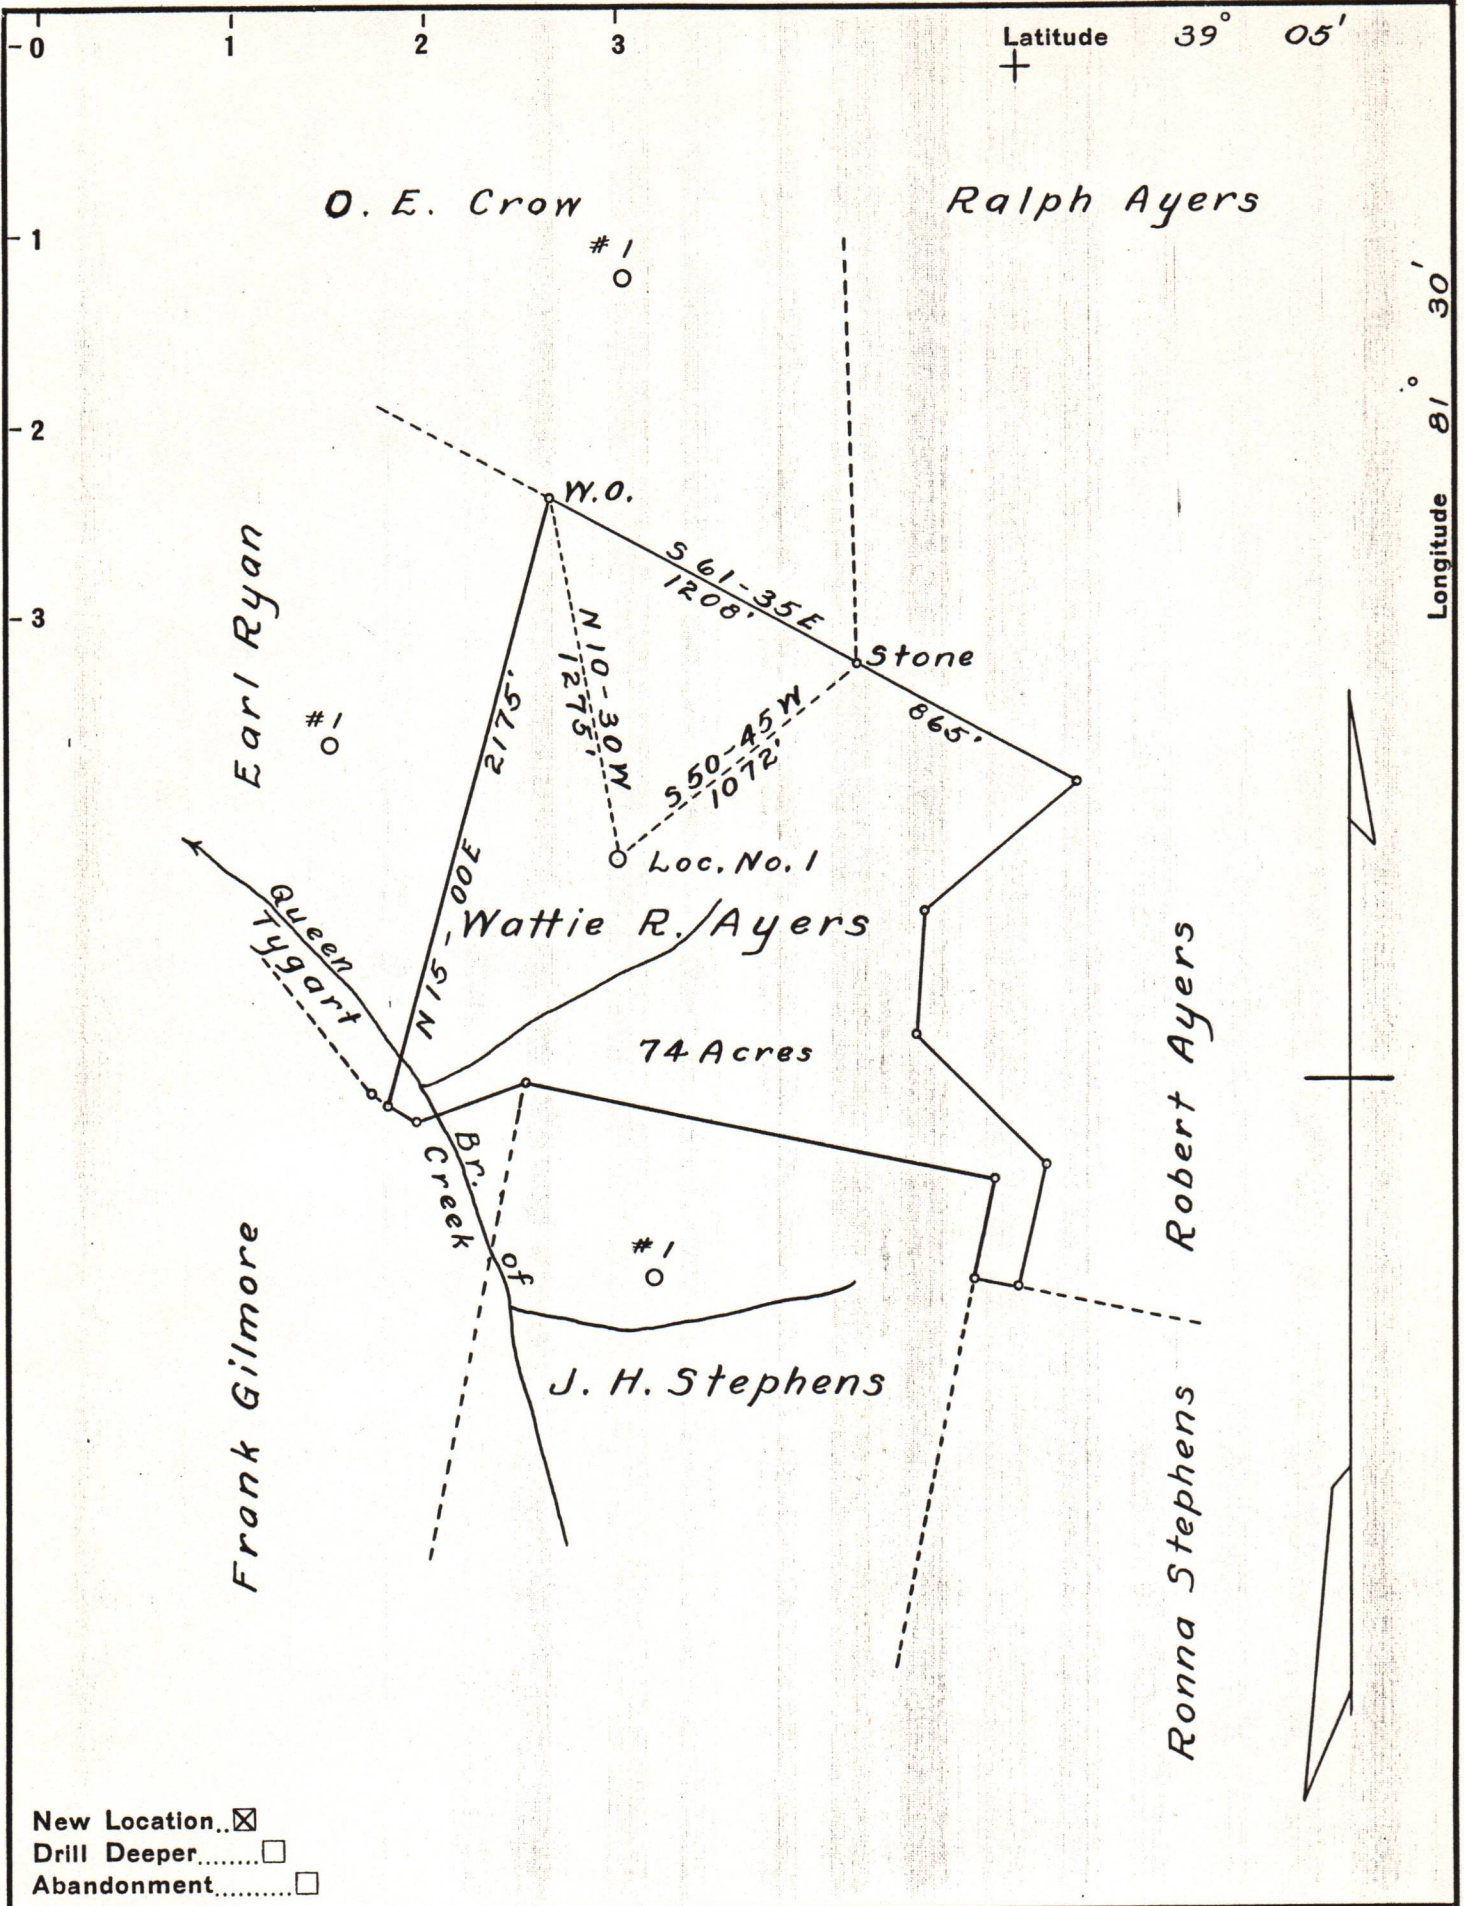 -0 1 2 3
Latitude 39° 05'
O. E. Crow
Ralph Ayers
# 1
-1
Longitude 81° 30'
-2
W.O.
S 61-35 E
1208'
-3
Earl Ryan
N 10-30 W
1275'
Stone
2175'
N 15-00E
#1
S 50-45 W
1072'
865'
Loc. No. 1
Queen
Tygart
Wattie R. Ayers
74 Acres
Robert Ayers
Br.
Creek
of
# 1
Frank Gilmore
J. H. Stephens
Ronna Stephens
New Location..☒
Drill Deeper........☐
Abandonment..........☐